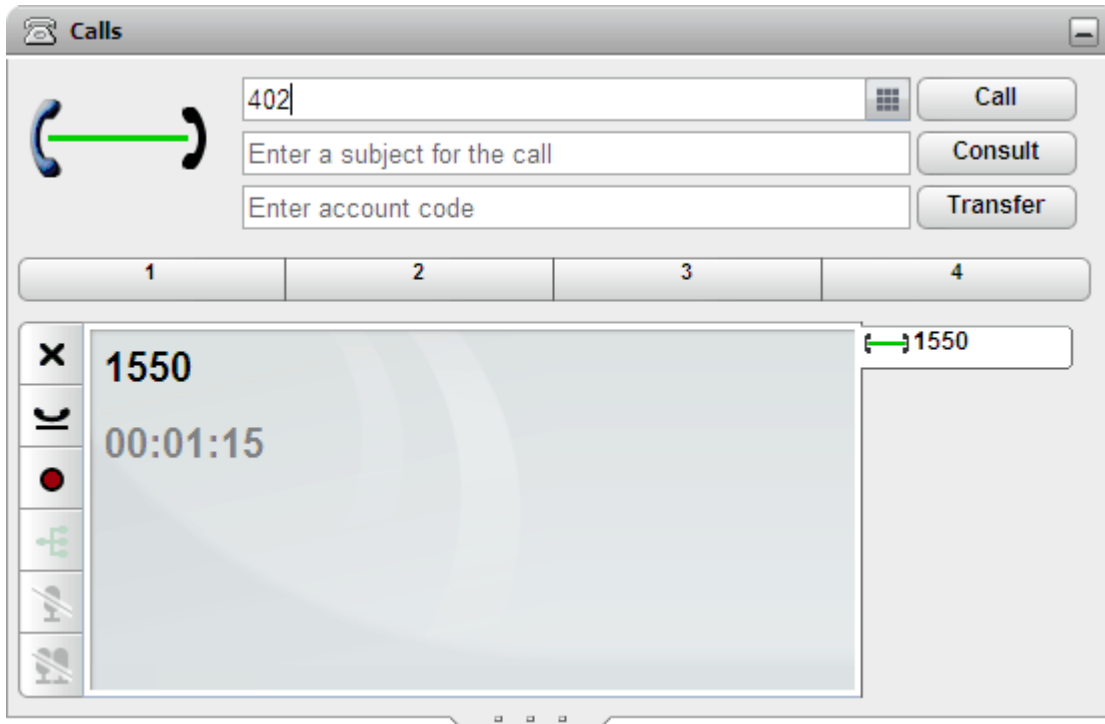 Calls
402
Call
Enter a subject for the call
Consult
Enter account code
Transfer
1 2 3 4
1550
00:01:15
1550